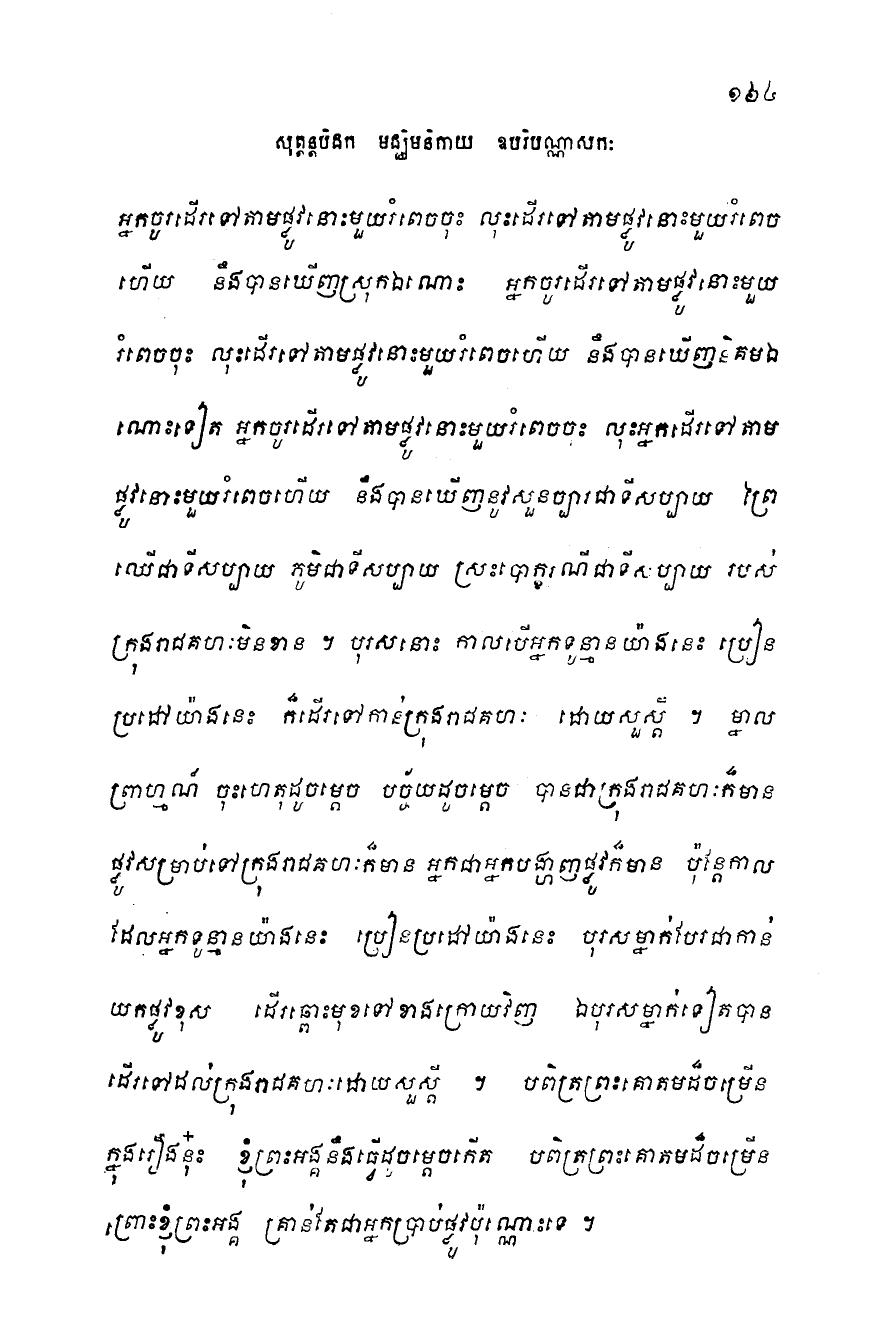 ១៦៤
សុត្តន្តបិដក មជ្ឈិមនិកាយ ឧបរិបណ្ណាសកៈ
អ្នកចូរដើរទៅតាមផ្លូវនោះមួយរំពេចចុះ លុះដើរទៅតាមផ្លូវនោះមួយរំពេច
ហើយ នឹងបានឃើញស្រុកឯណោះ អ្នកចូរដើរទៅតាមផ្លូវនោះមួយ
រំពេចចុះ លុះដើរទៅតាមផ្លូវនោះមួយរំពេចហើយ នឹងបានឃើញនិគមឯ
ណោះទៀត អ្នកចូរដើរទៅតាមផ្លូវនោះមួយរំពេចចុះ លុះអ្នកដើរទៅតាម
ផ្លូវនោះមួយរំពេចហើយ នឹងបានឃើញនូវសួនច្បារជាទីសប្បាយ ព្រៃ
ឈើជាទីសប្បាយ ភូមិជាទីសប្បាយ ស្រះបោក្ខរណីជាទីសប្បាយ របស់
ក្រុងរាជគហៈមិនខាន ។ បុរសនោះ កាលបើអ្នកទូន្មានយ៉ាងនេះ ប្រៀន
ប្រដៅយ៉ាងនេះ ក៏ដើរទៅកាន់ក្រុងរាជគហៈ ដោយសួស្តី ។ ម្នាល
ព្រាហ្មណ៍ ចុះហេតុដូចម្តេច បច្ច័យដូចម្តេច បានជាក្រុងរាជគហៈក៏មាន
ផ្លូវសម្រាប់ទៅក្រុងរាជគហៈក៏មាន អ្នកជាអ្នកបង្ហាញផ្លូវក៏មាន ប៉ុន្តែកាល
ដែលអ្នកទូន្មានយ៉ាងនេះ ប្រៀនប្រដៅយ៉ាងនេះ បុរសម្នាក់បែរជាកាន់
យកផ្លូវខុស ដើរឆ្ពោះមុខទៅខាងក្រោយវិញ ឯបុរសម្នាក់ទៀតបាន
ដើរទៅដល់ក្រុងរាជគហៈដោយសួស្តី ។ បពិត្រព្រះគោតមដ៏ចម្រើន
ក្នុងរឿងនុ៎ះ ខ្ញុំព្រះអង្គនឹងធ្វើដូចម្តេចកើត បពិត្រព្រះគោតមដ៏ចម្រើន
ព្រោះខ្ញុំព្រះអង្គ គ្រាន់តែជាអ្នកប្រាប់ផ្លូវប៉ុណ្ណោះទេ ។